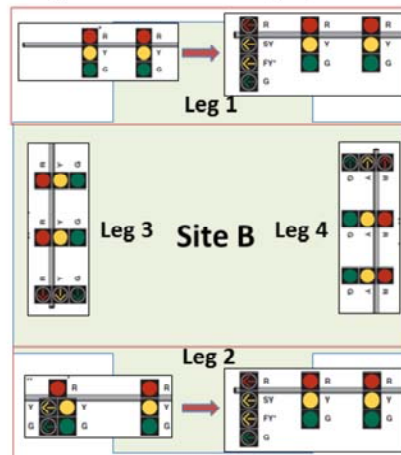 R R R R R
Y Y SY Y Y
G G FY* G G
G
Leg 1
R Y G
R Y G
R Y G
Leg 3
Site B
Leg 4
G Y R
G Y R
G Y R
Leg 2
R R R R R
Y Y Y SY Y Y
G G G FY* G G
G